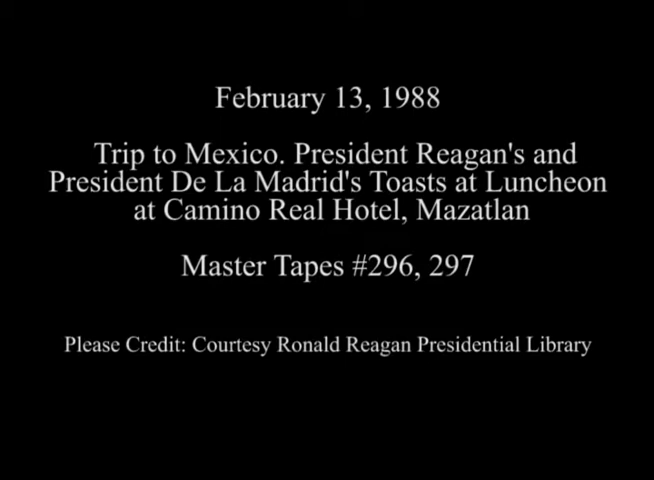 February 13, 1988
Trip to Mexico. President Reagan's and
President De La Madrid's Toasts at Luncheon
at Camino Real Hotel, Mazatlan
Master Tapes #296, 297
Please Credit: Courtesy Ronald Reagan Presidential Library